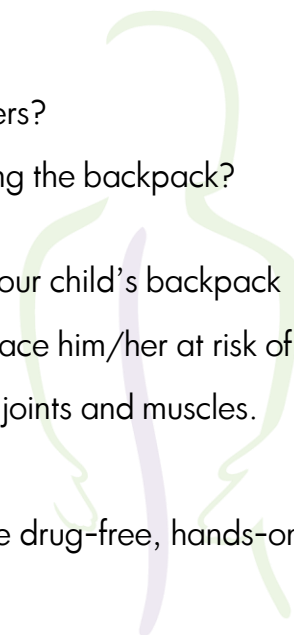 ers?
ng the backpack?
our child's backpack
ace him/her at risk of
joints and muscles.
e drug-free, hands-on